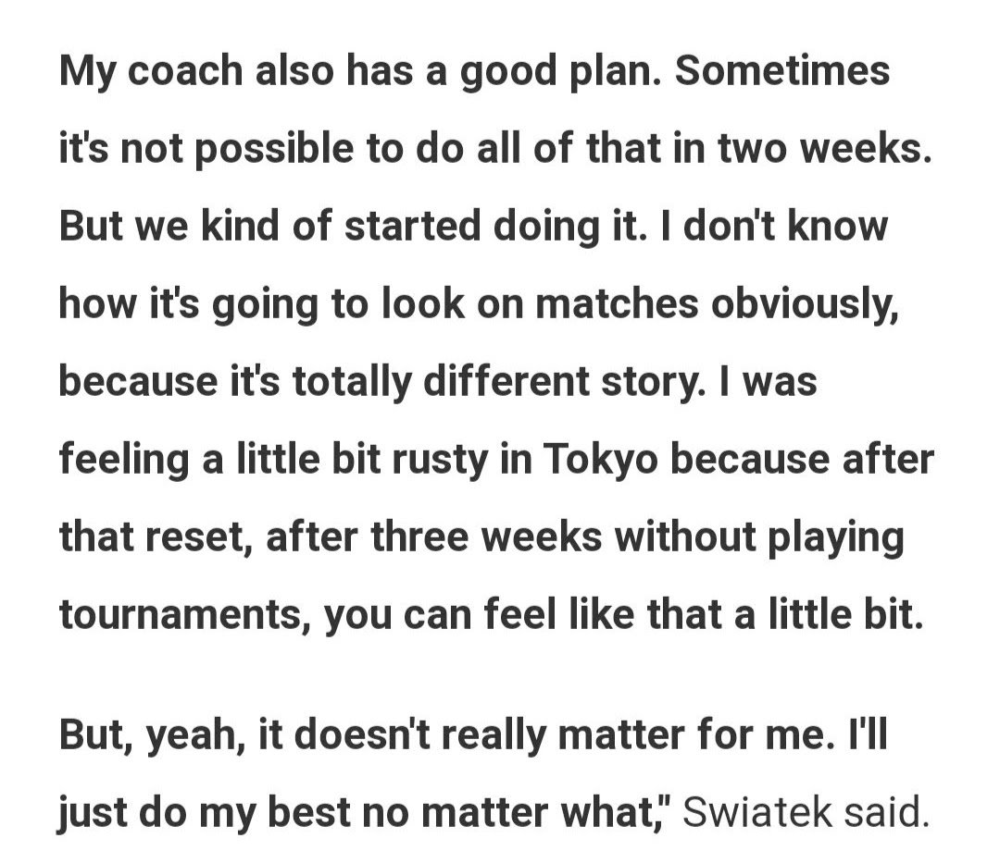 My coach also has a good plan. Sometimes
it's not possible to do all of that in two weeks.
But we kind of started doing it. I don't know
how it's going to look on matches obviously,
because it's totally different story. I was
feeling a little bit rusty in Tokyo because after
that reset, after three weeks without playing
tournaments, you can feel like that a little bit.
But, yeah, it doesn't really matter for me. I'll
just do my best no matter what," Swiatek said.